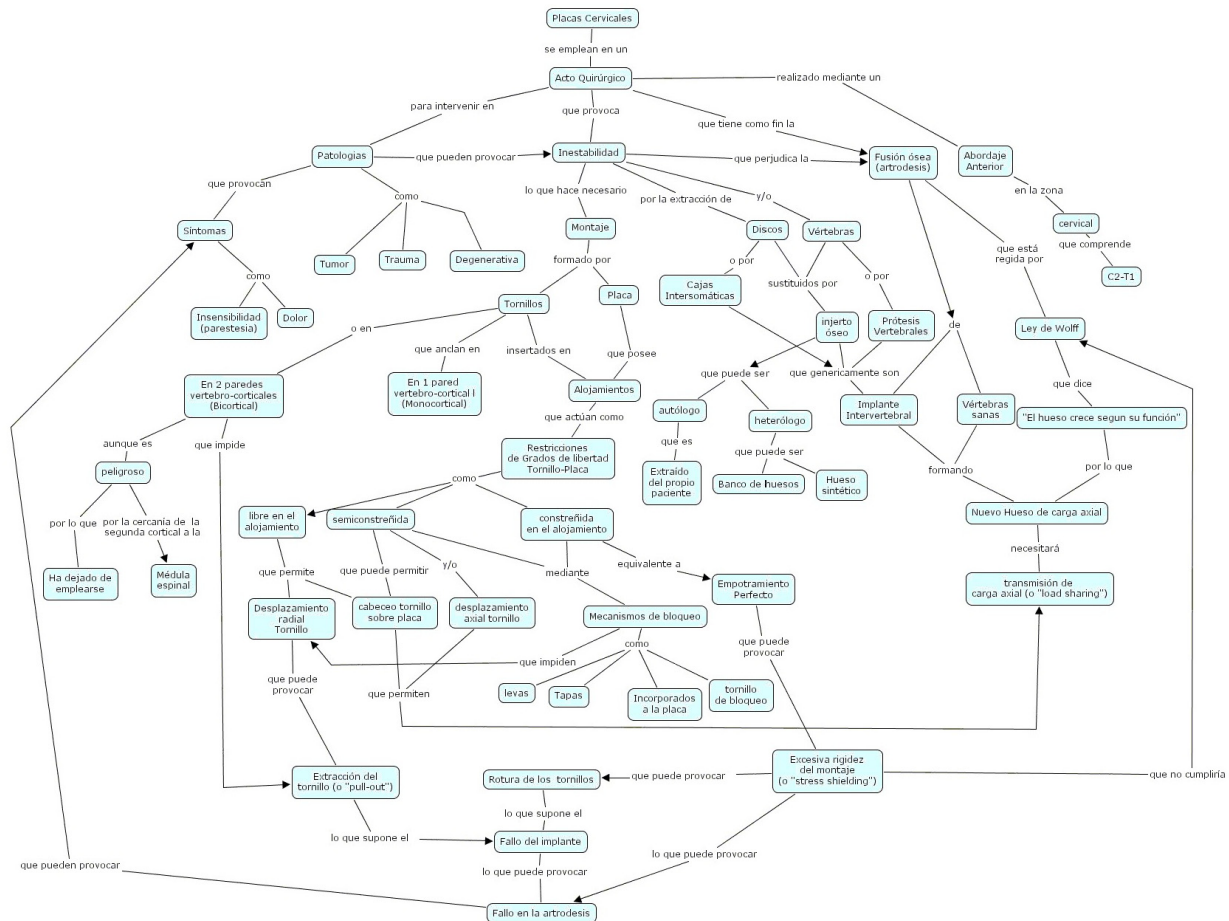 Placas Cervicales
se emplean en un
Acto Quirúrgico
realizado mediante un
para intervenir en
que provoca
que tiene como fin la
Patologias
que pueden provocar
Inestabilidad
que perjudica la
Fusión ósea
(artrodesis)
Abordaje
Anterior
que provocan
como
lo que hace necesario
por la extracción de
y/o
en la zona
Síntomas
Tumor
Trauma
Degenerativa
Montaje
Discos
Vértebras
cervical
que está
regida por
que comprende
C2-T1
como
formado por
o por
sustituidos por
o por
Insensibilidad
(parestesia)
Dolor
Tornillos
Placa
Cajas
Intersomáticas
injerto
óseo
Prótesis
Vertebrales
de
Ley de Wolff
o en
que anclan en
insertados en
que posee
que puede ser
que genericamente son
que dice
En 2 paredes
vertebro-corticales
(Bicortical)
En 1 pared
vertebro-cortical l
(Monocortical)
Alojamientos
autólogo
heterólogo
Implante
Intervertebral
Vértebras
sanas
"El hueso crece segun su función"
que actúan como
aunque es
que impide
que es
que puede ser
formando
por lo que
peligroso
Restricciones
de Grados de libertad
Tornillo-Placa
Extraído
del propio
paciente
Banco de huesos
Hueso
sintético
como
por lo que
por la cercanía de la
segunda cortical a la
libre en el
alojamiento
semiconstreñida
constreñida
en el alojamiento
Nuevo Hueso de carga axial
necesitará
Ha dejado de
emplearse
Médula
espinal
que permite
que puede permitir
y/o
mediante
equivalente a
Empotramiento
Perfecto
transmisión de
carga axial (o "load sharing")
Desplazamiento
radial
Tornillo
cabeceo tornillo
sobre placa
desplazamiento
axial tornillo
Mecanismos de bloqueo
que puede
provocar
que impiden
como
que puede
provocar
que permiten
levas
Tapas
Incorporados
a la placa
tornillo
de bloqueo
Extracción del
tornillo (o "pull-out")
Rotura de los tornillos
que puede provocar
Excesiva rigidez
del montaje
(o "stress shielding")
que no cumpliría
lo que supone el
lo que supone el
Fallo del implante
que pueden provocar
lo que puede provocar
lo que puede provocar
Fallo en la artrodesis